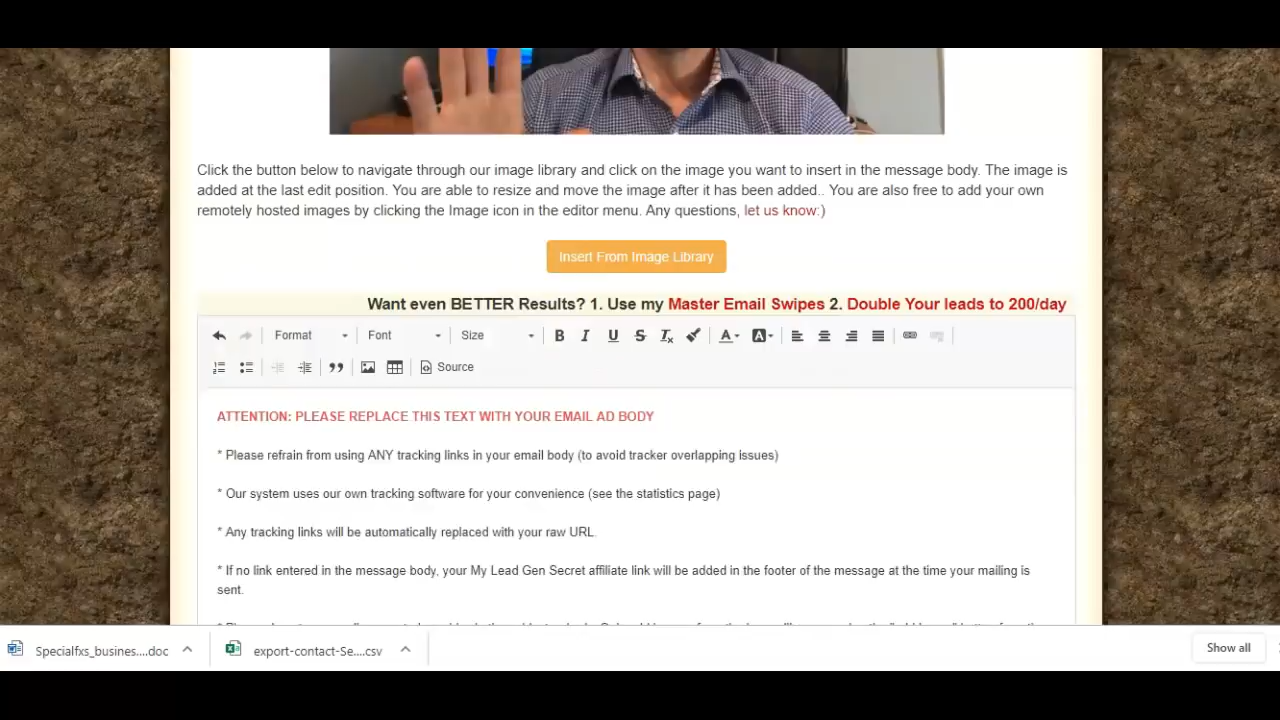 Click the button below to navigate through our image library and click on the image you want to insert in the message body. The image is
added at the last edit position. You are able to resize and move the image after it has been added.. You are also free to add your own
remotely hosted images by clicking the Image icon in the editor menu. Any questions, let us know:)
Insert From Image Library
Want even BETTER Results? 1. Use my Master Email Swipes 2. Double Your leads to 200/day
Format Font Size B I U S Tx A A
Source
ATTENTION: PLEASE REPLACE THIS TEXT WITH YOUR EMAIL AD BODY
* Please refrain from using ANY tracking links in your email body (to avoid tracker overlapping issues)
* Our system uses our own tracking software for your convenience (see the statistics page)
* Any tracking links will be automatically replaced with your raw URL.
* If no link entered in the message body, your My Lead Gen Secret affiliate link will be added in the footer of the message at the time your mailing is
sent.
Specialfxs_busines....doc export-contact-Se....csv Show all